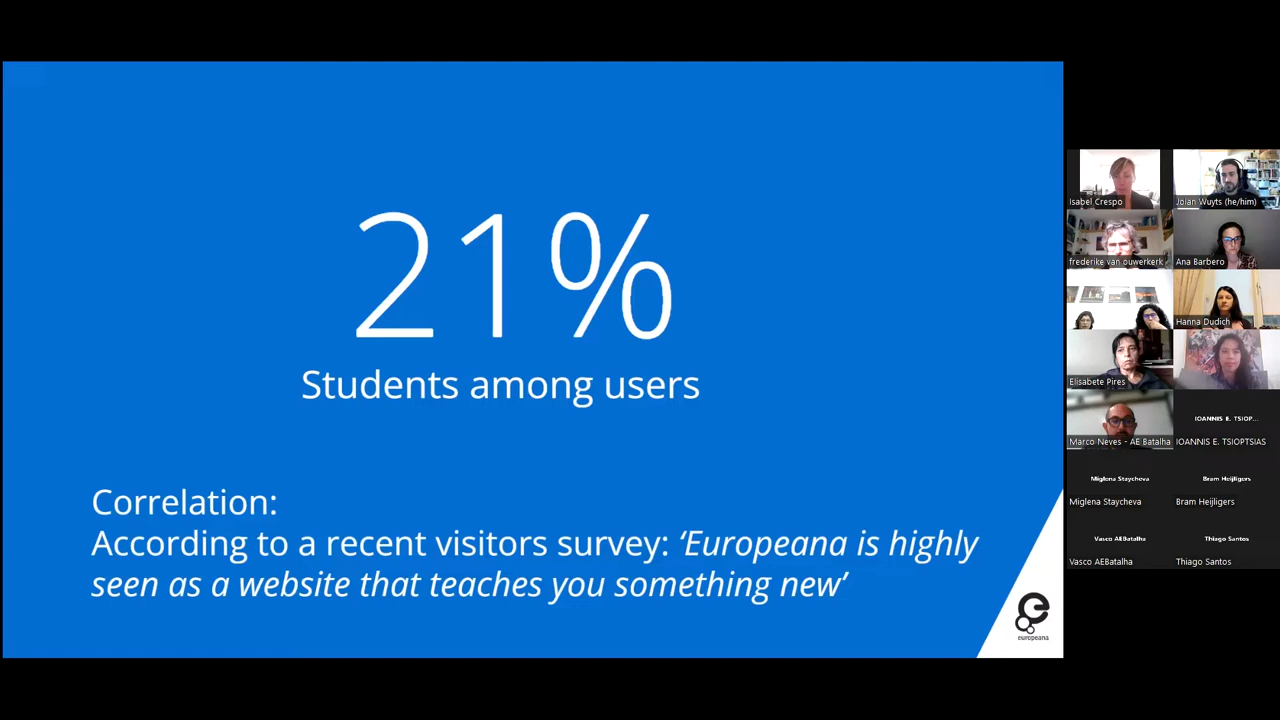 21%
Students among users
Correlation:
According to a recent visitors survey: ‘Europeana is highly
seen as a website that teaches you something new’
europeana
Isabel Crespo
Joian Wuyts (he/him)
frederike van ouwerkerk
Ana Barbero
Hanna Dudich
Elisabete Pires
Marco Neves - AE Batalha
IOANNIS E. TSIOP...
IOANNIS E. TSIOPTSIAS
Miglena Staycheva
Miglena Staycheva
Bram Heijligers
Bram Heijligers
Vasco AEBatalha
Vasco AEBatalha
Thiago Santos
Thiago Santos